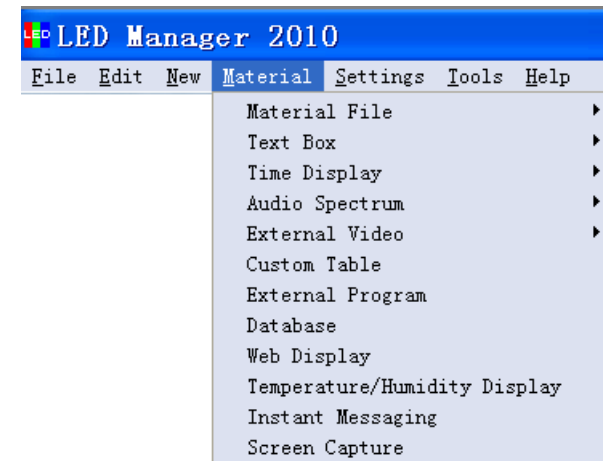 LED LED Manager 2010
File Edit New Material Settings Tools Help
Material File
Text Box
Time Display
Audio Spectrum
External Video
Custom Table
External Program
Database
Web Display
Temperature/Humidity Display
Instant Messaging
Screen Capture